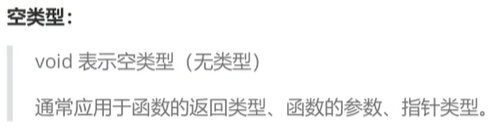 空类型：
void 表示空类型（无类型）
通常应用于函数的返回类型、函数的参数、指针类型。